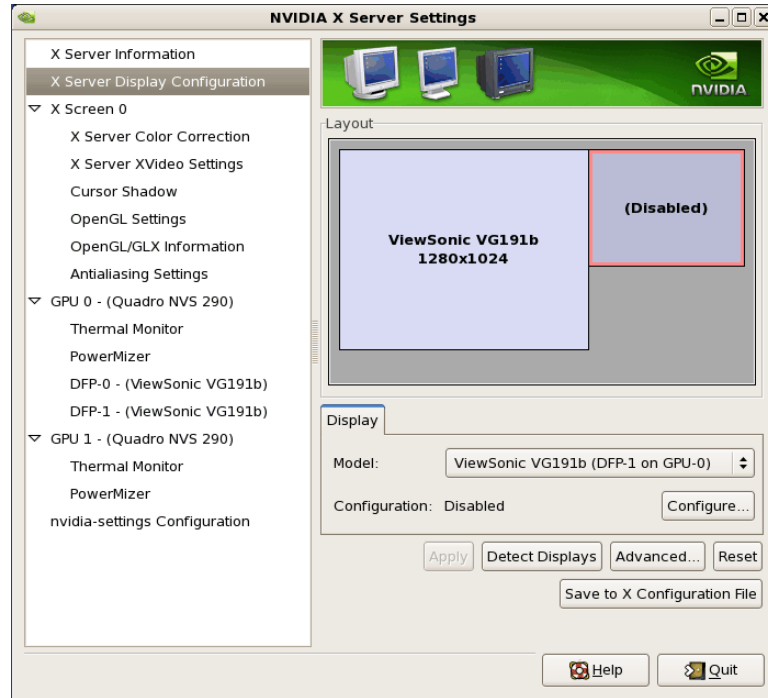 NVIDIA X Server Settings
X Server Information
X Server Display Configuration
X Screen 0
X Server Color Correction
X Server XVideo Settings
Cursor Shadow
OpenGL Settings
OpenGL/GLX Information
Antialiasing Settings
GPU 0 - (Quadro NVS 290)
Thermal Monitor
PowerMizer
DFP-0 - (ViewSonic VG191b)
DFP-1 - (ViewSonic VG191b)
GPU 1 - (Quadro NVS 290)
Thermal Monitor
PowerMizer
nvidia-settings Configuration
NVIDIA
Layout
ViewSonic VG191b
1280x1024
(Disabled)
Display
Model: ViewSonic VG191b (DFP-1 on GPU-0)
Configuration: Disabled Configure...
Apply Detect Displays Advanced... Reset
Save to X Configuration File
Help Quit